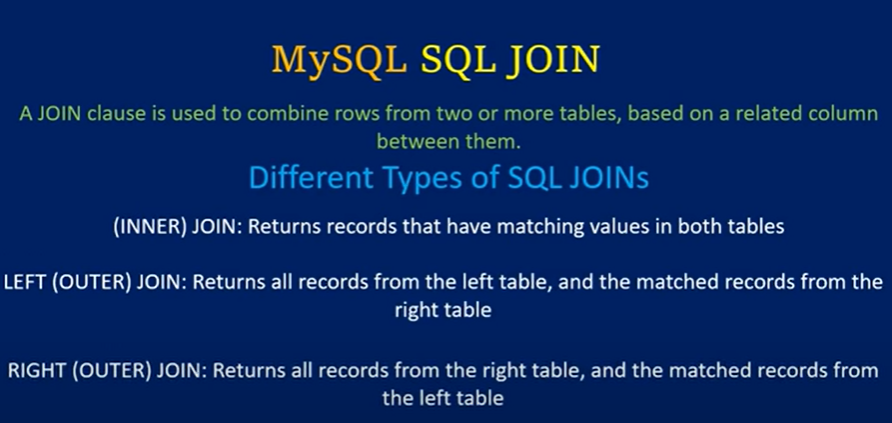 MySQL SQL JOIN
A JOIN clause is used to combine rows from two or more tables, based on a related column
between them.
Different Types of SQL JOINs
(INNER) JOIN: Returns records that have matching values in both tables
LEFT (OUTER) JOIN: Returns all records from the left table, and the matched records from the
right table
RIGHT (OUTER) JOIN: Returns all records from the right table, and the matched records from
the left table